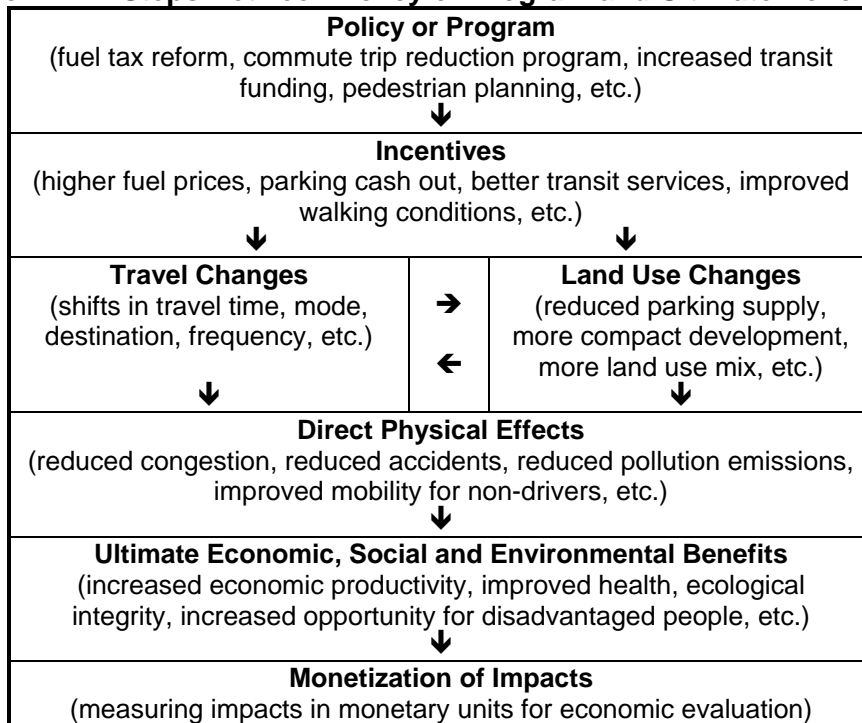 Policy or Program
(fuel tax reform, commute trip reduction program, increased transit
funding, pedestrian planning, etc.)
Incentives
(higher fuel prices, parking cash out, better transit services, improved
walking conditions, etc.)
Travel Changes
(shifts in travel time, mode,
destination, frequency, etc.)
Land Use Changes
(reduced parking supply,
more compact development,
more land use mix, etc.)
Direct Physical Effects
(reduced congestion, reduced accidents, reduced pollution emissions,
improved mobility for non-drivers, etc.)
Ultimate Economic, Social and Environmental Benefits
(increased economic productivity, improved health, ecological
integrity, increased opportunity for disadvantaged people, etc.)
Monetization of Impacts
(measuring impacts in monetary units for economic evaluation)